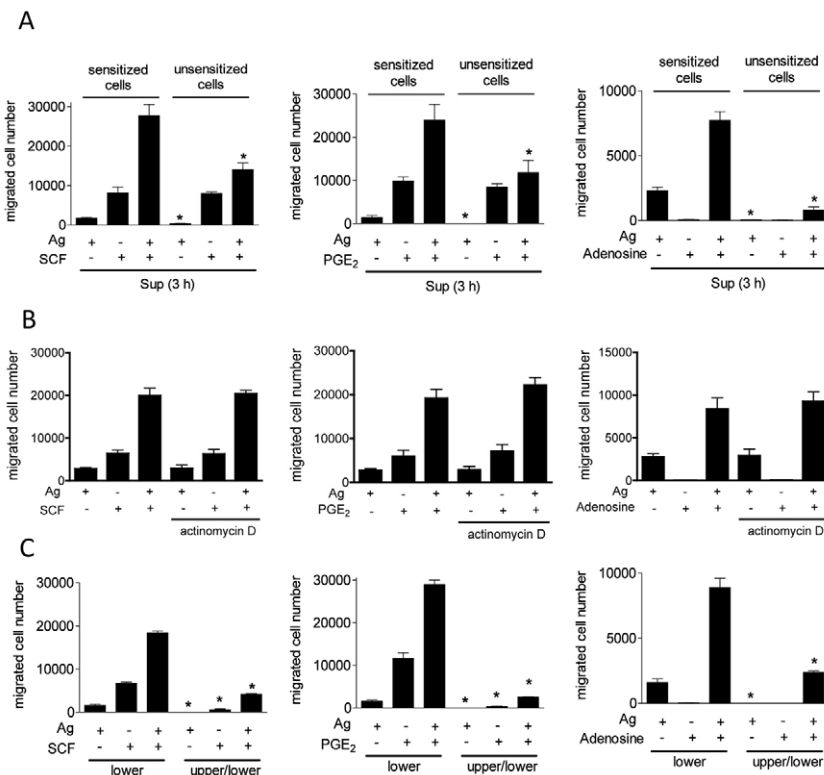 A
sensitized cells unsensitized cells
migrated cell number
30000
20000
10000
0
* *
Ag + - + + - +
SCF - + + - + +
Sup (3 h)
sensitized cells unsensitized cells
migrated cell number
30000
20000
10000
0
* *
Ag + - + + - +
PGE2 - + + - + +
Sup (3 h)
sensitized cells unsensitized cells
migrated cell number
10000
5000
0
* *
Ag + - + + - +
Adenosine - + + - + +
Sup (3 h)
B
migrated cell number
30000
20000
10000
0
Ag + - + + - +
SCF - + + - + +
actinomycin D
migrated cell number
30000
20000
10000
0
Ag + - + + - +
PGE2 - + + - + +
actinomycin D
migrated cell number
15000
10000
5000
0
Ag + - + + - +
Adenosine - + + - + +
actinomycin D
C
migrated cell number
30000
20000
10000
0
* * *
Ag + - + + - +
SCF - + + - + +
lower upper/lower
migrated cell number
30000
20000
10000
0
* * *
Ag + - + + - +
PGE2 - + + - + +
lower upper/lower
migrated cell number
10000
5000
0
* *
Ag + - + + - +
Adenosine - + + - + +
lower upper/lower